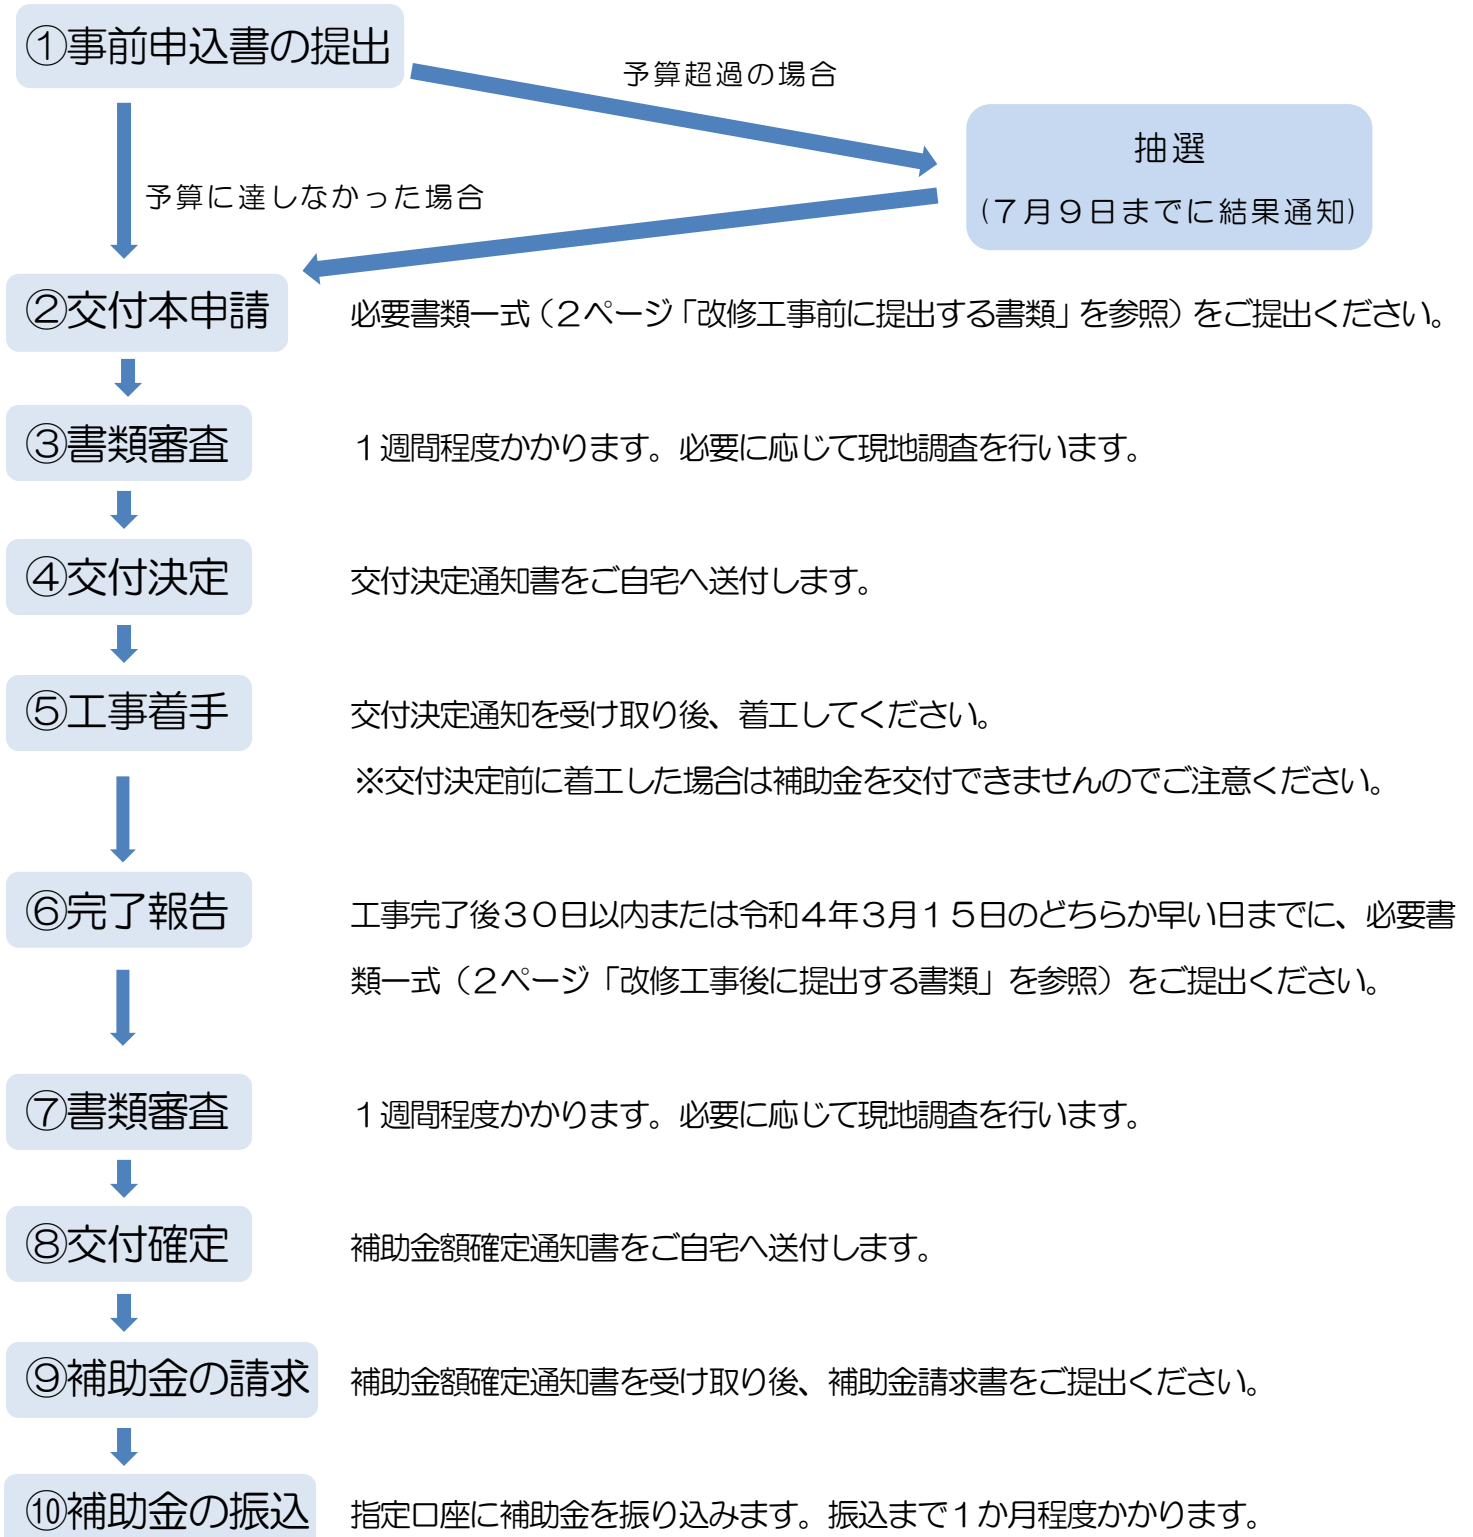 ①事前申込書の提出
予算超過の場合
抽選
(7月9日までに結果通知)
予算に達しなかった場合
②交付本申請
必要書類一式(2ページ「改修工事前に提出する書類」を参照)をご提出ください。
③書類審査
1週間程度かかります。必要に応じて現地調査を行います。
④交付決定
交付決定通知書をご自宅へ送付します。
⑤工事着手
交付決定通知を受け取り後、着工してください。
※交付決定前に着工した場合は補助金を交付できませんのでご注意ください。
⑥完了報告
工事完了後30日以内または令和4年3月15日のどちらか早い日までに、必要書
類一式(2ページ「改修工事後に提出する書類」を参照)をご提出ください。
⑦書類審査
1週間程度かかります。必要に応じて現地調査を行います。
⑧交付確定
補助金額確定通知書をご自宅へ送付します。
⑨補助金の請求
補助金額確定通知書を受け取り後、補助金請求書をご提出ください。
⑩補助金の振込
指定口座に補助金を振り込みます。振込まで1か月程度かかります。